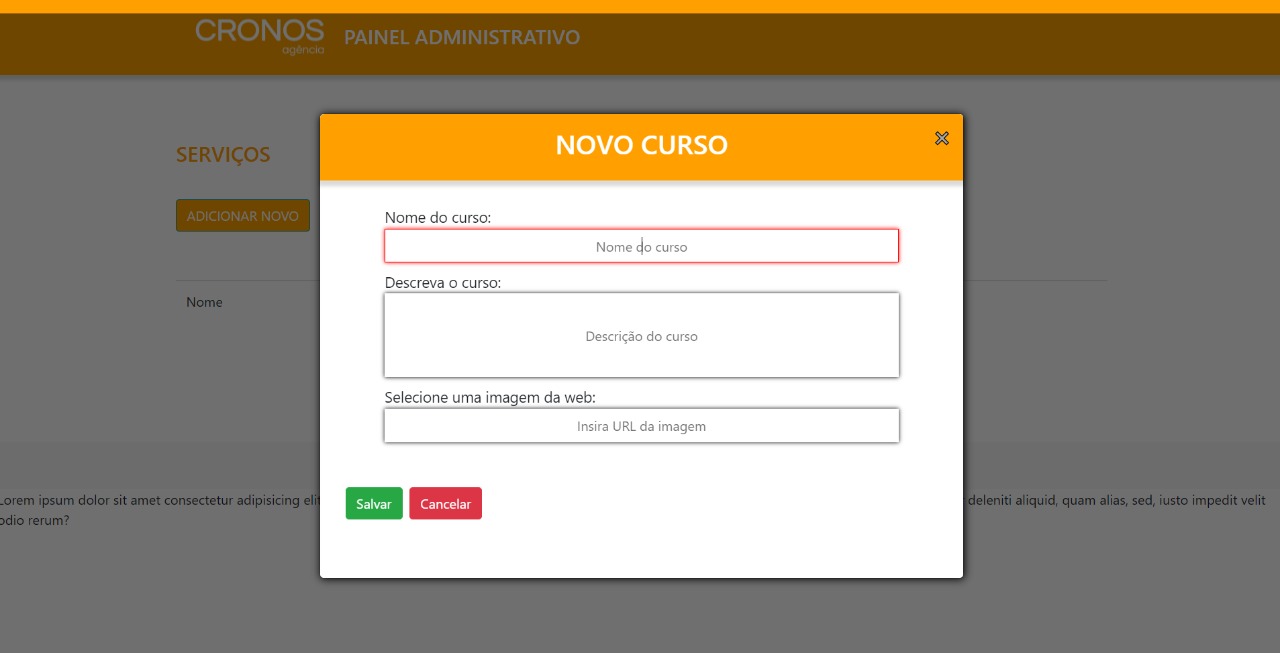 CRONOS
agência
PAINEL ADMINISTRATIVO
SERVIÇOS
ADICIONAR NOVO
Nome
NOVO CURSO
Nome do curso:
Nome do curso
Descreva o curso:
Descrição do curso
Selecione uma imagem da web:
Insira URL da imagem
Salvar
Cancelar
Lorem ipsum dolor sit amet consectetur adipisicing elit deleniti aliquid, quam alias, sed, iusto impedit velit
odio rerum?